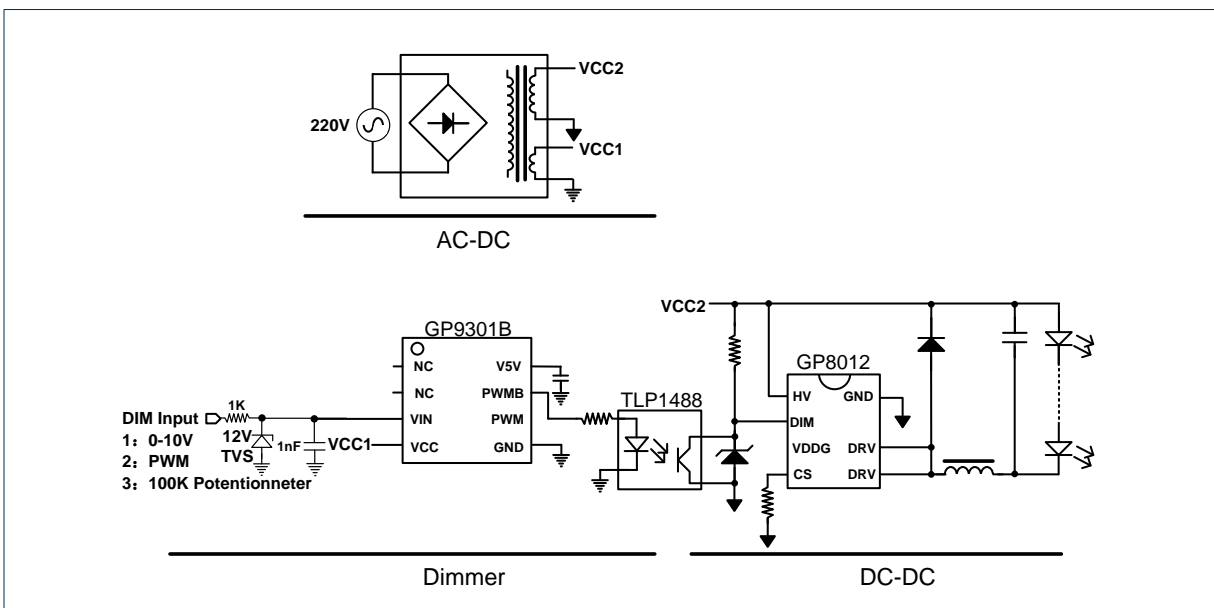 VCC2
220V
VCC1
AC-DC
VCC2
GP9301B
GP8012
NC
V5V
NC
PWMB
TLP1488
HV
GND
DIM Input
1K
VIN
PWM
DIM
1：0-10V
12V
1nF
VCC1
VCC
GND
VDDG
DRV
2：PWM
TVS
CS
DRV
3：100K Potentionneter
Dimmer
DC-DC